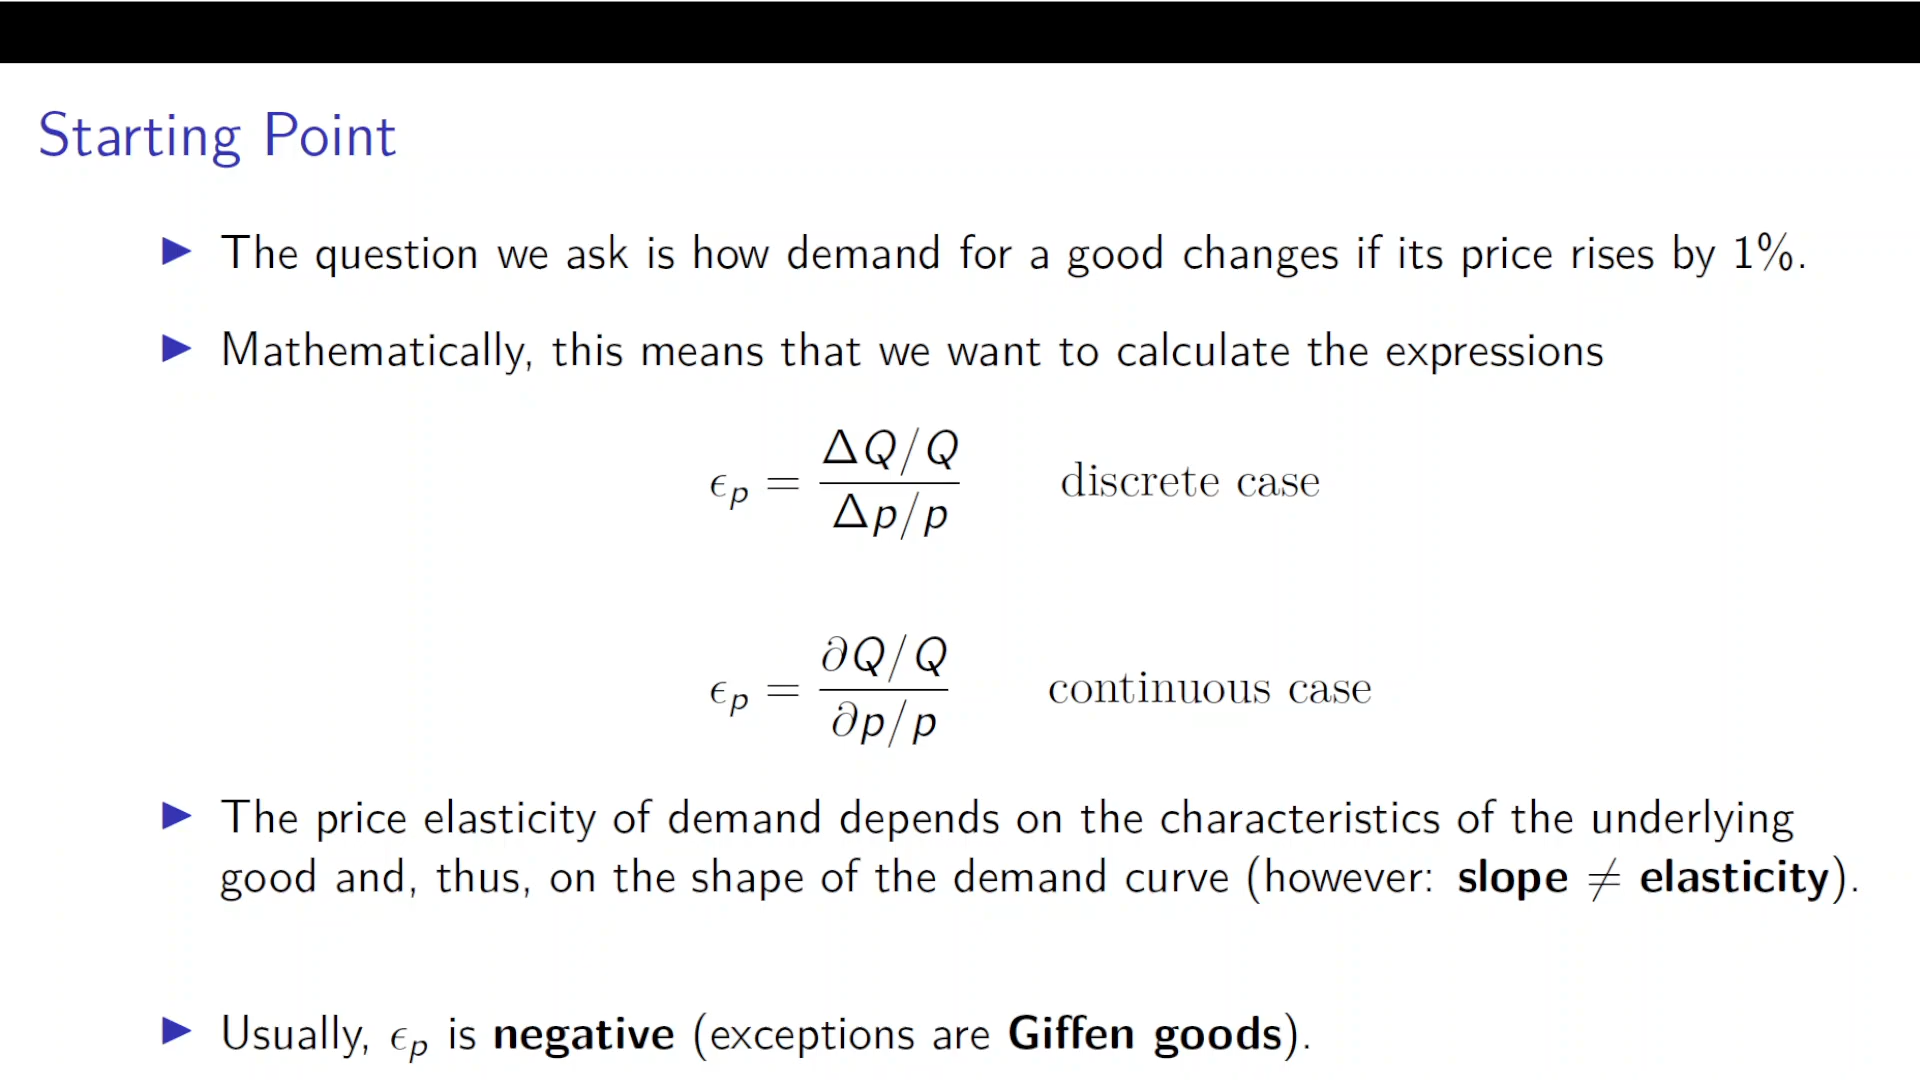 Starting Point
▶ The question we ask is how demand for a good changes if its price rises by 1%.
▶ Mathematically, this means that we want to calculate the expressions
ϵ_p = (ΔQ/Q)/(Δp/p) discrete case
ϵ_p = (∂Q/Q)/(∂p/p) continuous case
▶ The price elasticity of demand depends on the characteristics of the underlying
good and, thus, on the shape of the demand curve (however: slope ≠ elasticity).
▶ Usually, ϵ_p is negative (exceptions are Giffen goods).